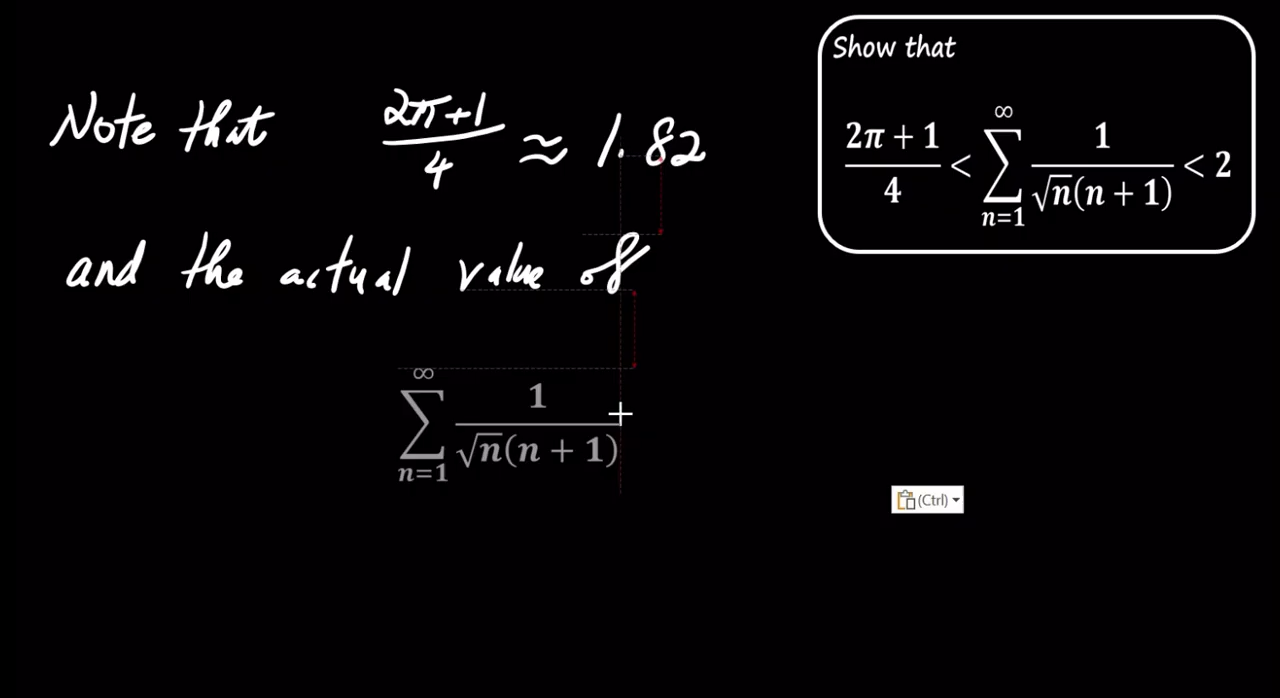 Note that (2π+1)/4 ≈ 1.82
and the actual value of
∑_{n=1}^{∞} 1/(√n(n + 1))
Show that
(2π + 1)/4 < ∑_{n=1}^{∞} 1/(√n(n + 1)) < 2
(Ctrl)